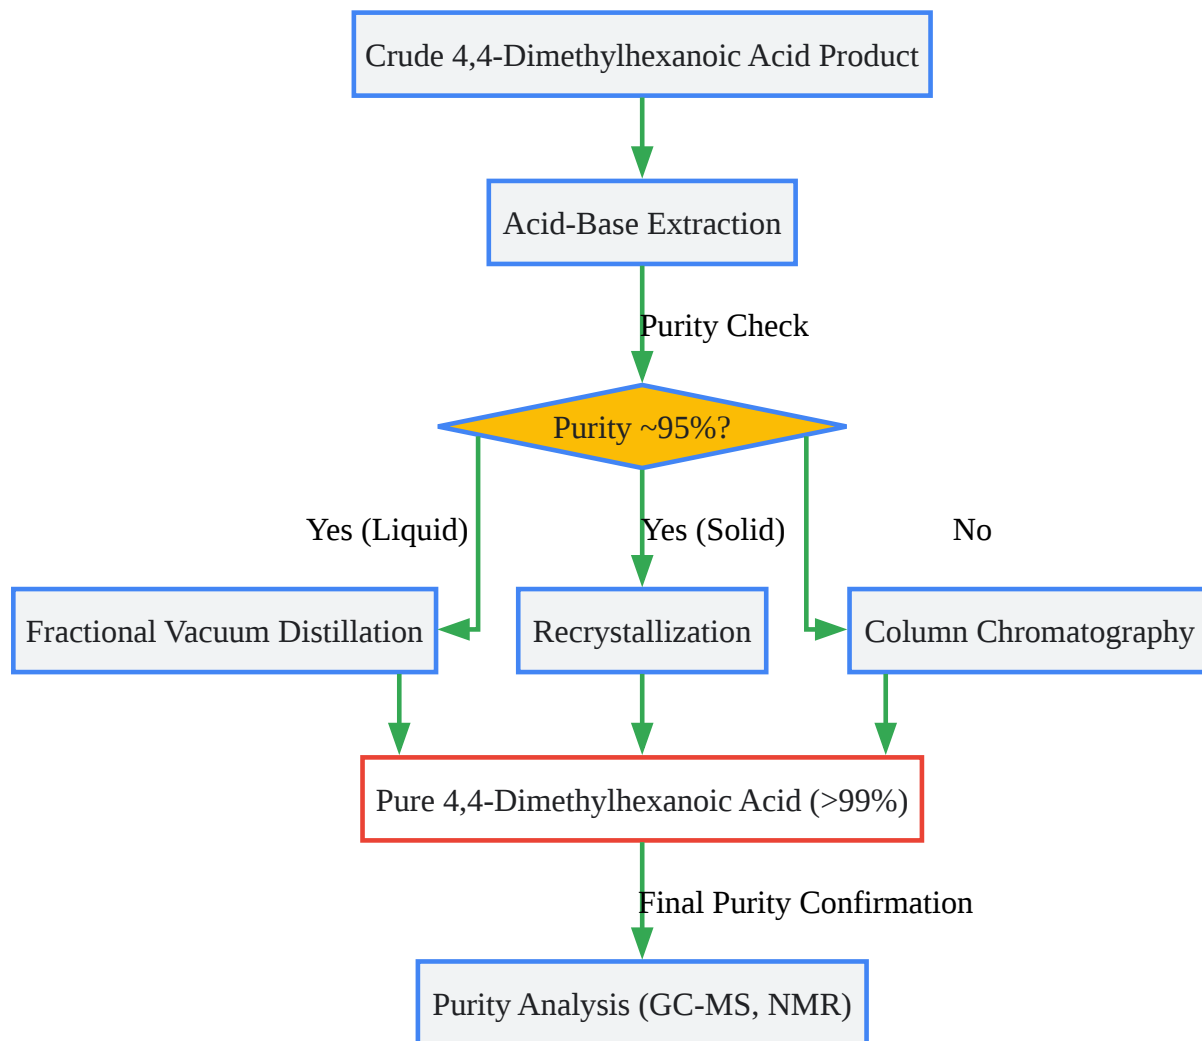 Crude 4,4-Dimethylhexanoic Acid Product
Acid-Base Extraction
Purity Check
Purity ~95%?
Yes (Liquid)
Yes (Solid)
No
Fractional Vacuum Distillation
Recrystallization
Column Chromatography
Pure 4,4-Dimethylhexanoic Acid (>99%)
Final Purity Confirmation
Purity Analysis (GC-MS, NMR)